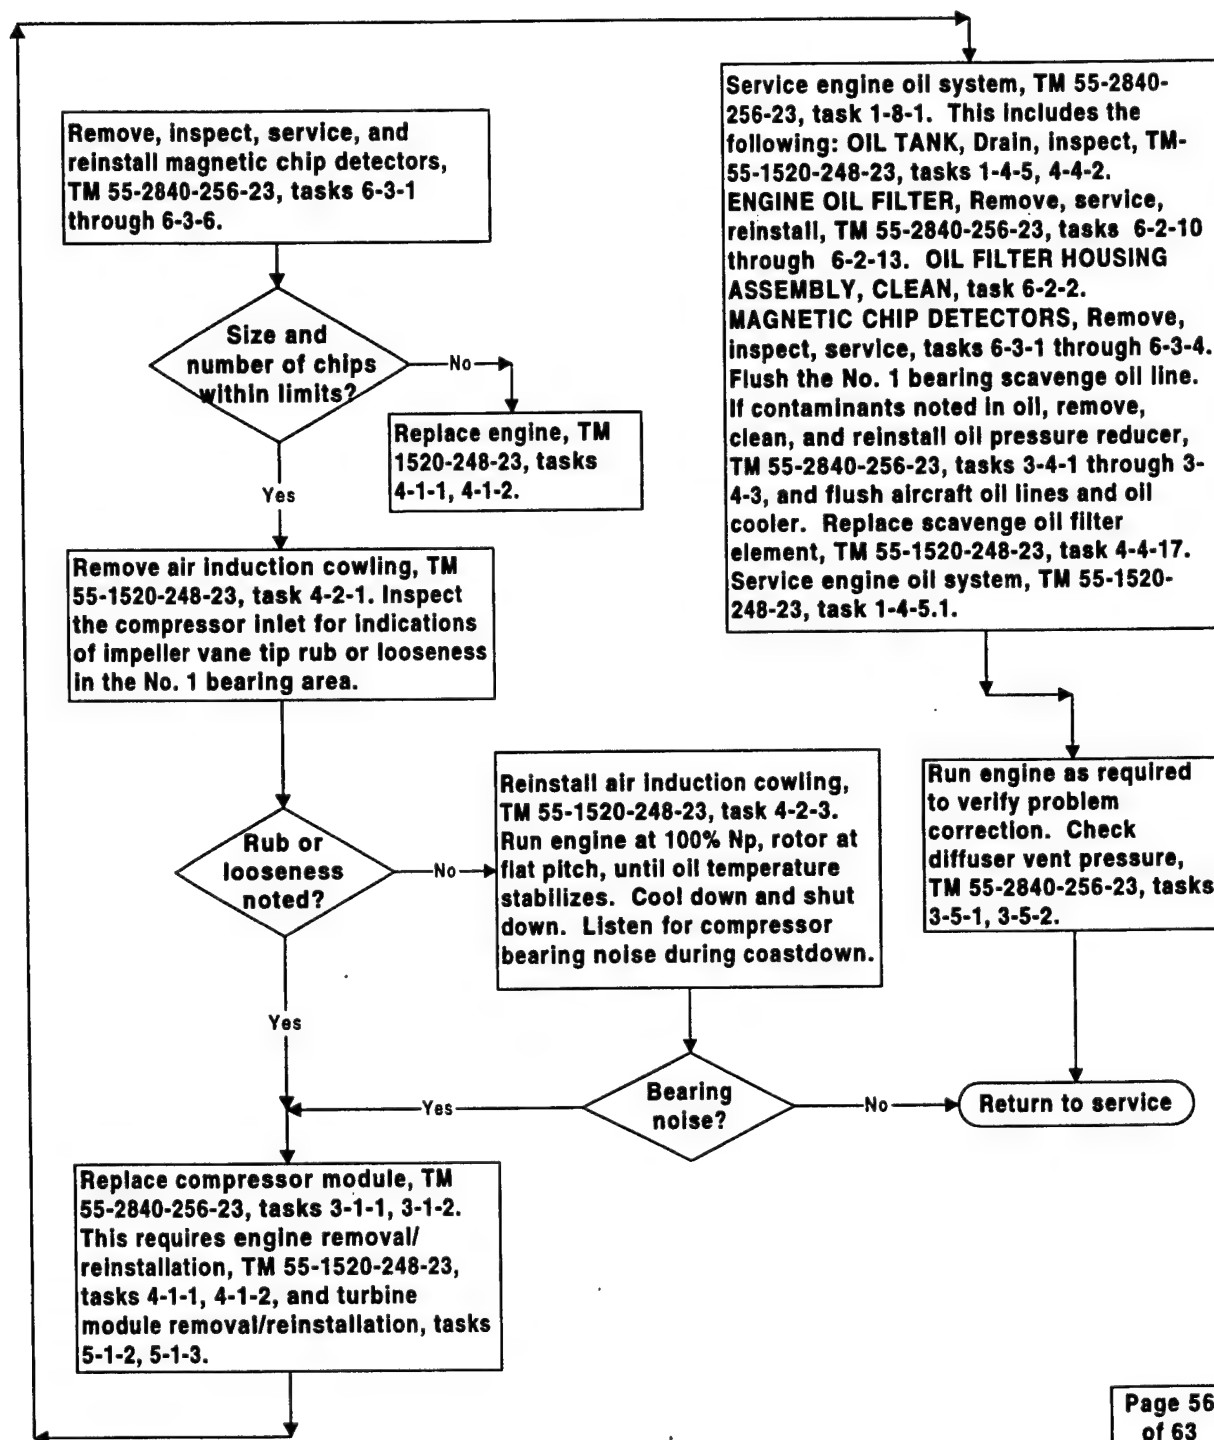 Remove, inspect, service, and
reinstall magnetic chip detectors,
TM 55-2840-256-23, tasks 6-3-1
through 6-3-6.
Size and
number of chips
within limits?
No
Replace engine, TM
1520-248-23, tasks
4-1-1, 4-1-2.
Yes
Remove air induction cowling, TM
55-1520-248-23, task 4-2-1. Inspect
the compressor inlet for indications
of impeller vane tip rub or looseness
in the No. 1 bearing area.
Rub or
looseness
noted?
No
Reinstall air induction cowling,
TM 55-1520-248-23, task 4-2-3.
Run engine at 100% Np, rotor at
flat pitch, until oil temperature
stabilizes. Cool down and shut
down. Listen for compressor
bearing noise during coastdown.
Yes
Bearing
noise?
Yes
No
Return to service
Replace compressor module, TM
55-2840-256-23, tasks 3-1-1, 3-1-2.
This requires engine removal/
reinstallation, TM 55-1520-248-23,
tasks 4-1-1, 4-1-2, and turbine
module removal/reinstallation, tasks
5-1-2, 5-1-3.
Service engine oil system, TM 55-2840-
256-23, task 1-8-1. This includes the
following: OIL TANK, Drain, inspect, TM-
55-1520-248-23, tasks 1-4-5, 4-4-2.
ENGINE OIL FILTER, Remove, service,
reinstall, TM 55-2840-256-23, tasks 6-2-10
through 6-2-13. OIL FILTER HOUSING
ASSEMBLY, CLEAN, task 6-2-2.
MAGNETIC CHIP DETECTORS, Remove,
inspect, service, tasks 6-3-1 through 6-3-4.
Flush the No. 1 bearing scavenge oil line.
If contaminants noted in oil, remove,
clean, and reinstall oil pressure reducer,
TM 55-2840-256-23, tasks 3-4-1 through 3-
4-3, and flush aircraft oil lines and oil
cooler. Replace scavenge oil filter
element, TM 55-1520-248-23, task 4-4-17.
Service engine oil system, TM 55-1520-
248-23, task 1-4-5.1.
Run engine as required
to verify problem
correction. Check
diffuser vent pressure,
TM 55-2840-256-23, tasks
3-5-1, 3-5-2.
Page 56
of 63